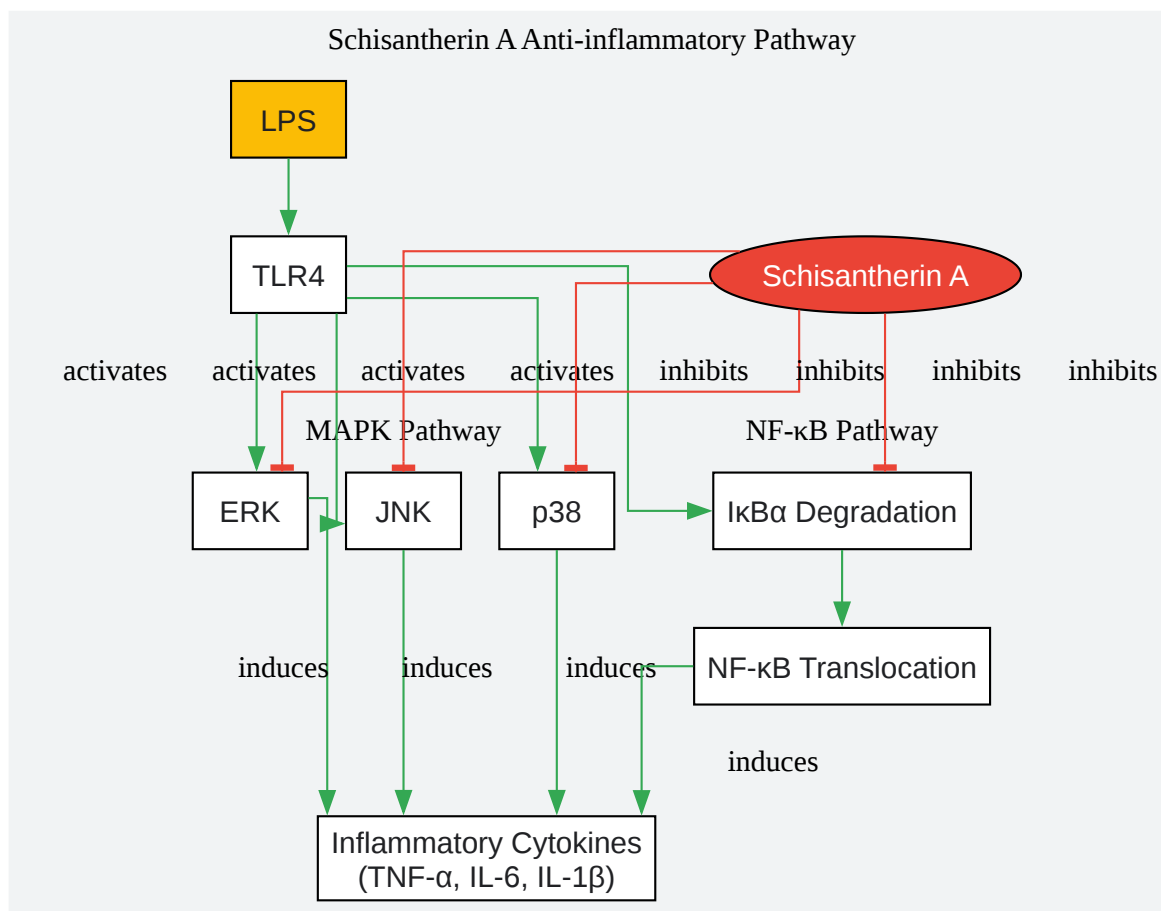 Schisantherin A Anti-inflammatory Pathway
LPS
TLR4
Schisantherin A
activates activates activates activates inhibits inhibits inhibits inhibits
MAPK Pathway NF-κB Pathway
ERK JNK p38 IκBα Degradation
induces induces induces NF-κB Translocation
induces
Inflammatory Cytokines
(TNF-α, IL-6, IL-1β)